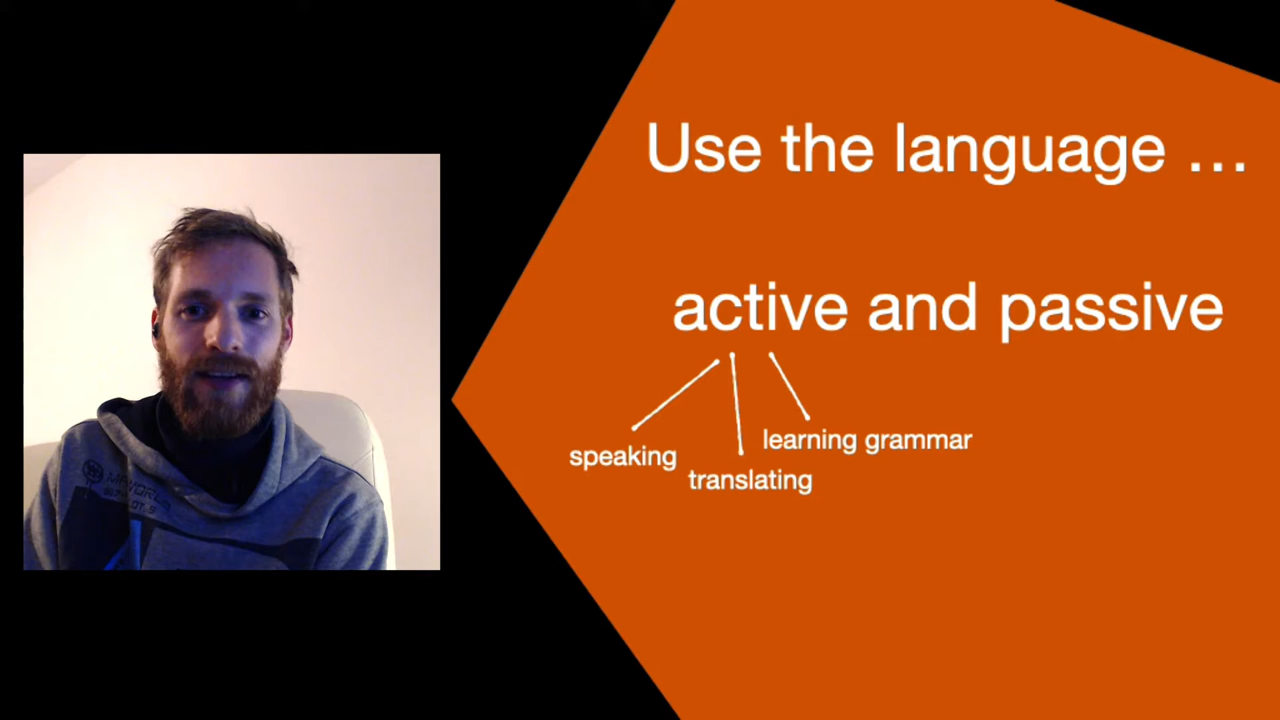 Use the language …
active and passive
learning grammar
speaking
translating